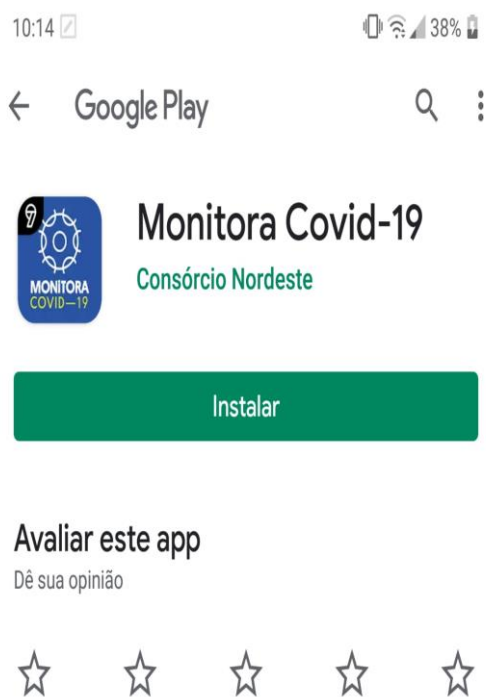 10:14
38%
Google Play
9
MONITORA
COVID—19
Monitora Covid-19
Consórcio Nordeste
Instalar
Avaliar este app
Dê sua opinião